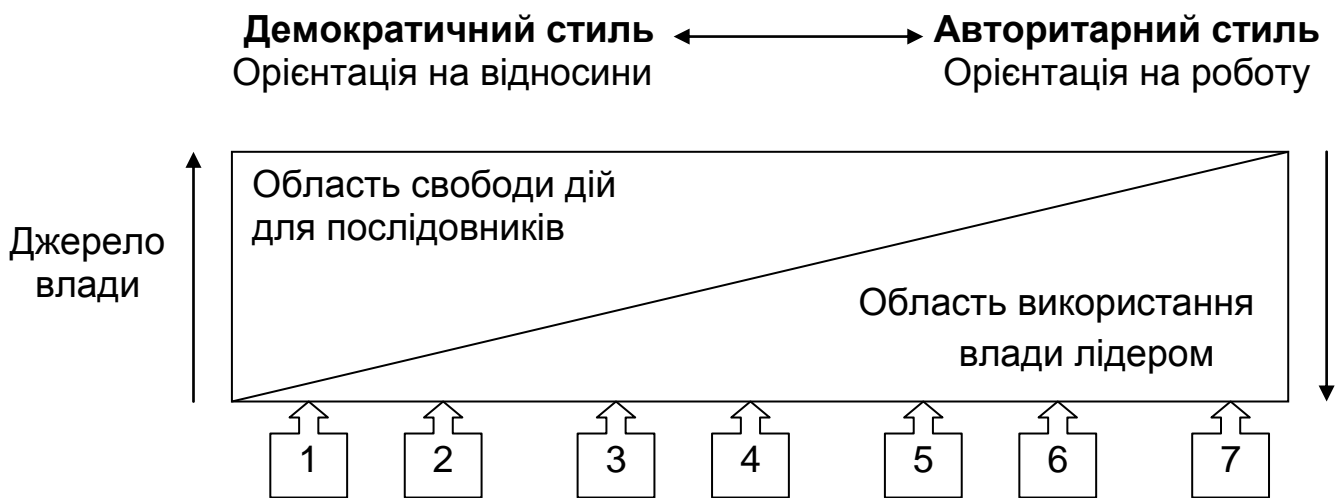 Демократичний стиль Авторитарний стиль
Орієнтація на відносини Орієнтація на роботу
Область свободи дій
для послідовників
Джерело
влади
Область використання
влади лідером
1 2 3 4 5 6 7